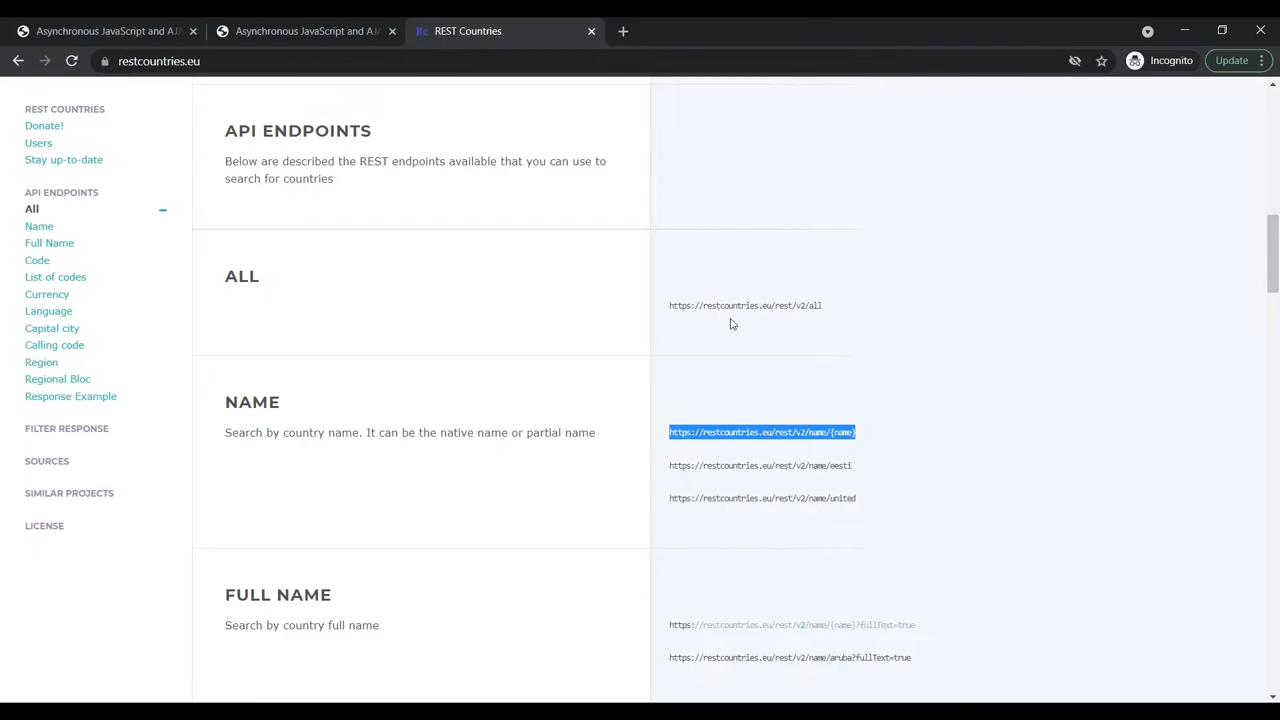 Asynchronous JavaScript and AJA
Asynchronous JavaScript and AJA
Rc REST Countries
restcountries.eu
Incognito
Update
REST COUNTRIES
Donate!
Users
Stay up-to-date
API ENDPOINTS
All
Name
Full Name
Code
List of codes
Currency
Language
Capital city
Calling code
Region
Regional Bloc
Response Example
FILTER RESPONSE
SOURCES
SIMILAR PROJECTS
LICENSE
API ENDPOINTS
Below are described the REST endpoints available that you can use to
search for countries
ALL
https://restcountries.eu/rest/v2/all
NAME
Search by country name. It can be the native name or partial name
https://restcountries.eu/rest/v2/name/{name}
https://restcountries.eu/rest/v2/name/eesti
https://restcountries.eu/rest/v2/name/united
FULL NAME
Search by country full name
https://restcountries.eu/rest/v2/name/{name}?fullText=true
https://restcountries.eu/rest/v2/name/aruba?fullText=true